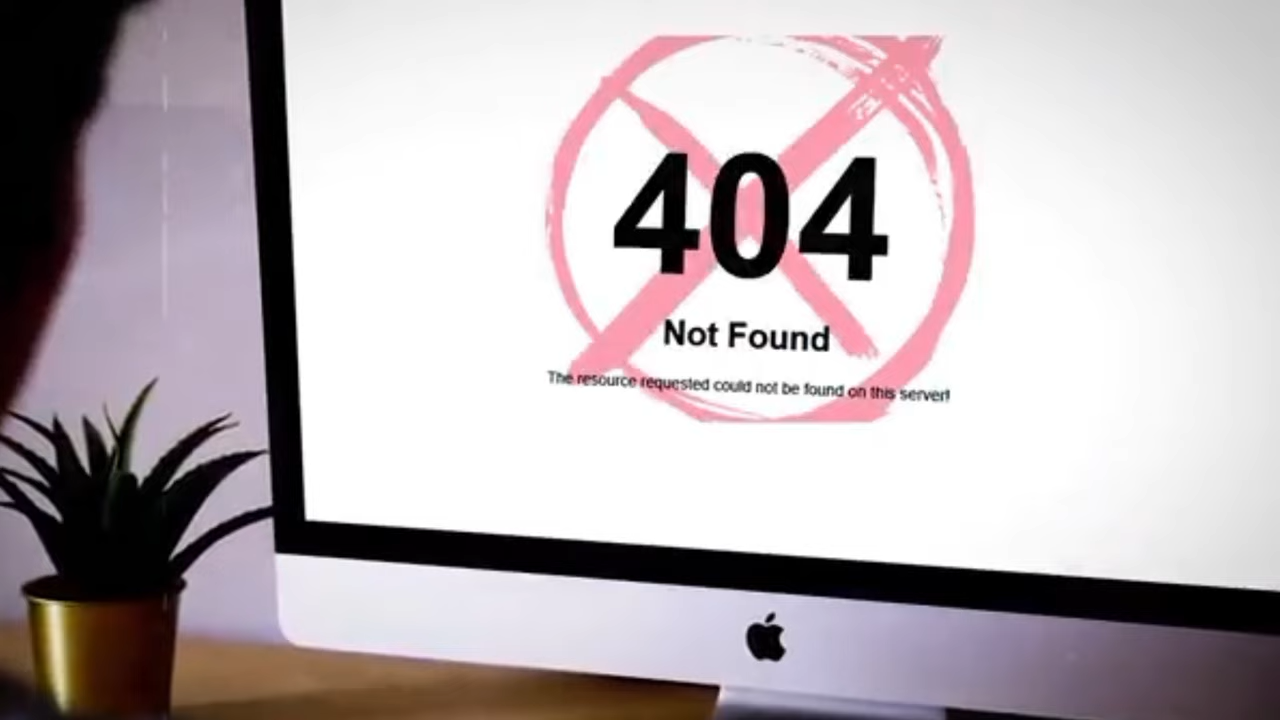 404
Not Found
The resource requested could not be found on this server!